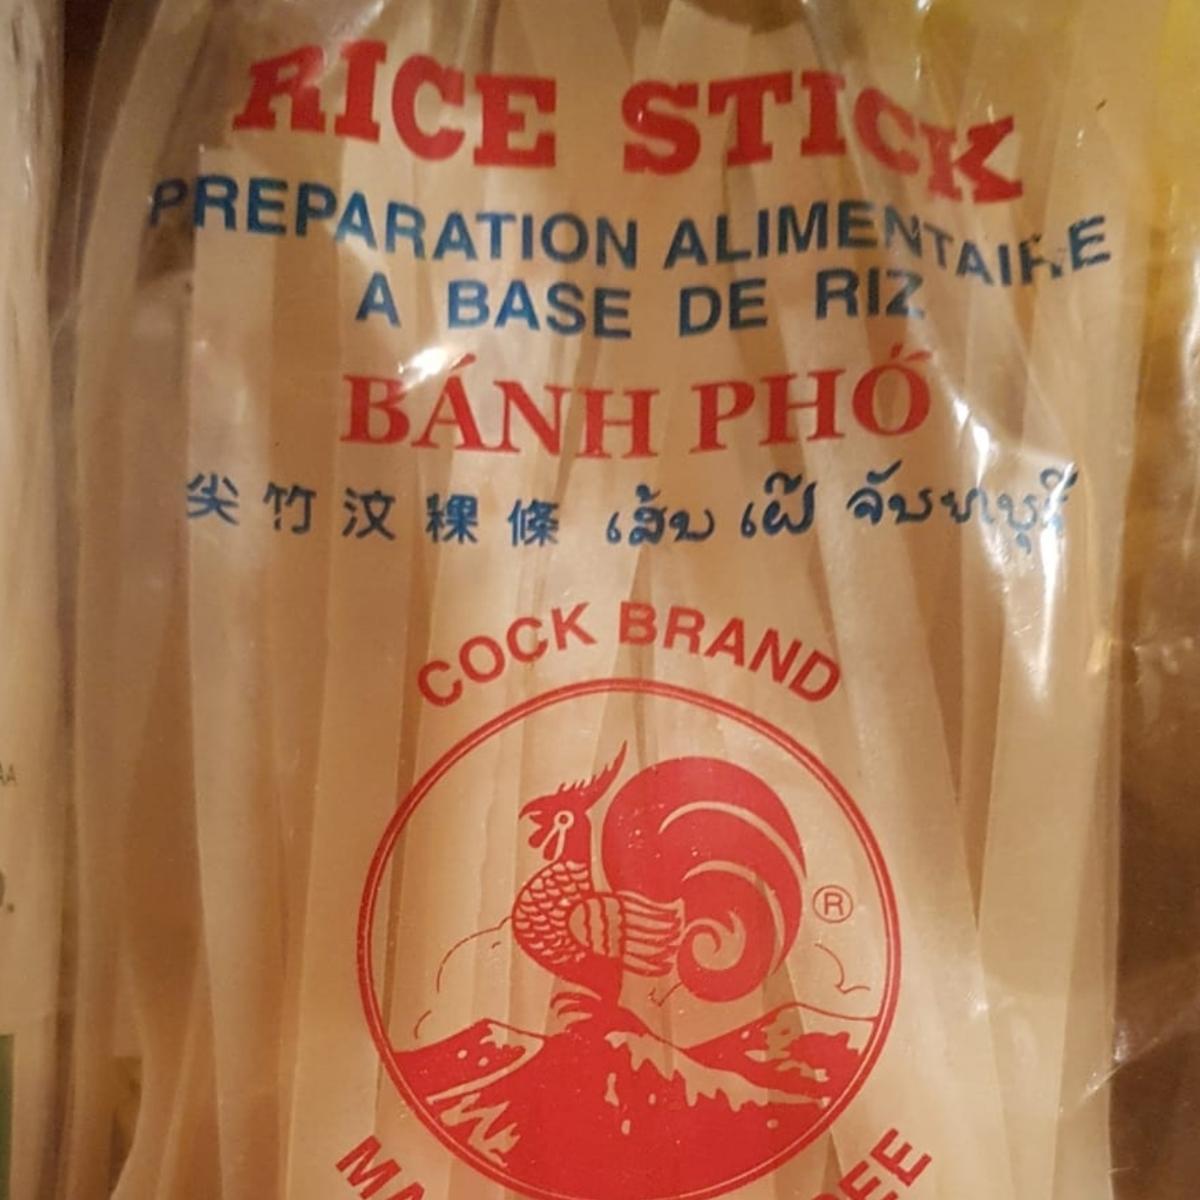 RICE STICK
PREPARATION ALIMENTAIRE
A BASE DE RIZ
BÁNH PHỞ
尖竹汶粿條 เส้น เฝ๊ จันทบุรี
COCK BRAND
®